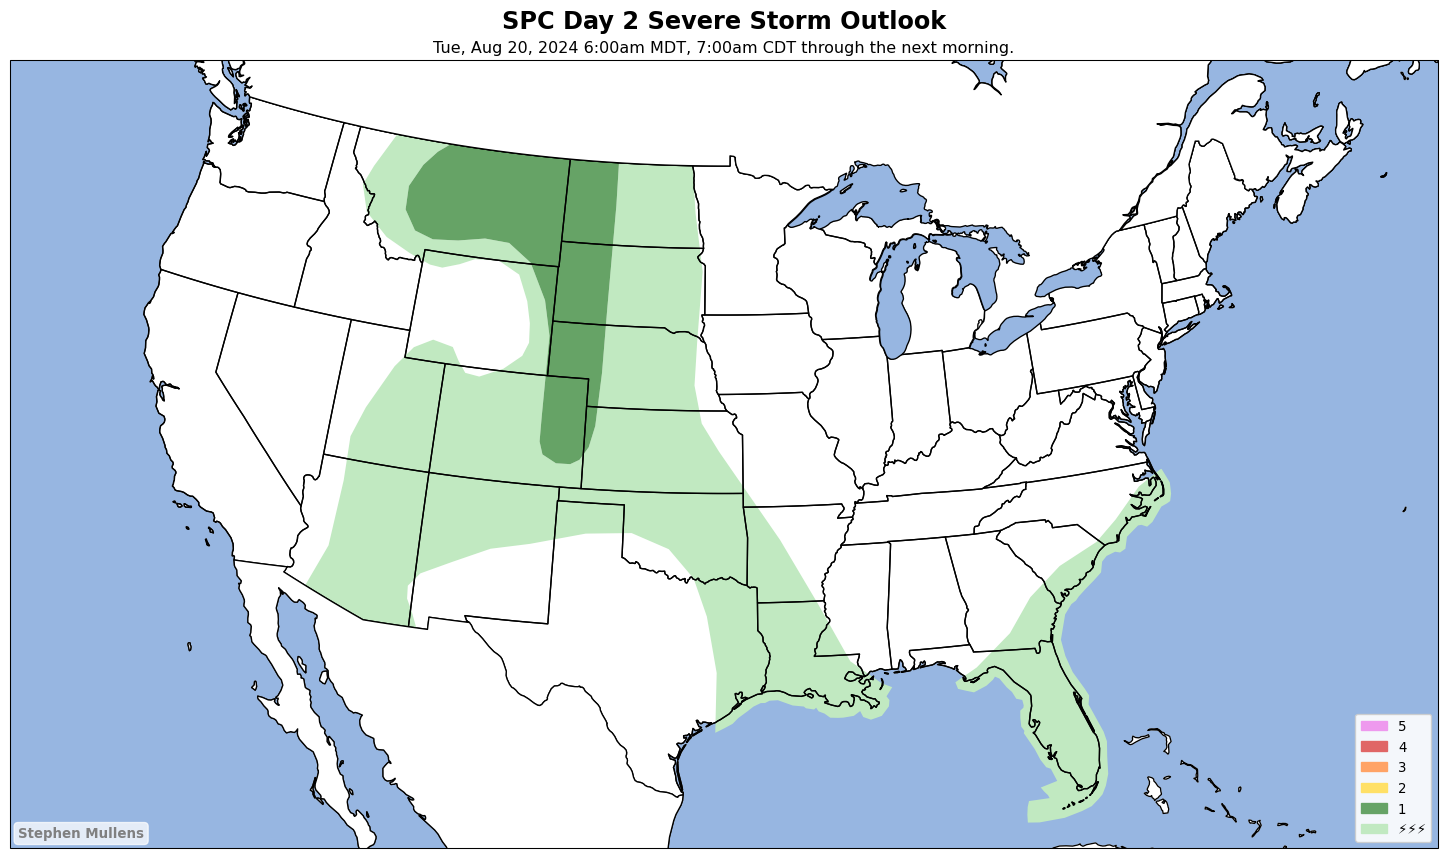 SPC Day 2 Severe Storm Outlook
Tue, Aug 20, 2024 6:00am MDT, 7:00am CDT through the next morning.
5
4
3
2
1
⚡⚡⚡
Stephen Mullens